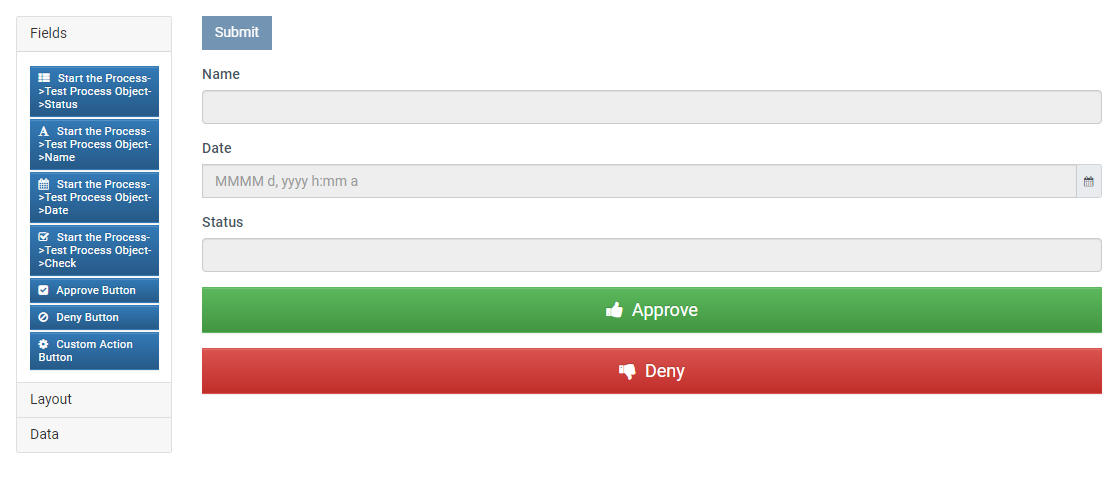 Fields
Start the Process-
>Test Process Object-
>Status
Start the Process-
>Test Process Object-
>Name
Start the Process-
>Test Process Object-
>Date
Start the Process-
>Test Process Object-
>Check
Approve Button
Deny Button
Custom Action
Button
Layout
Data
Submit
Name
Date
MMMM d, yyyy h:mm a
Status
Approve
Deny